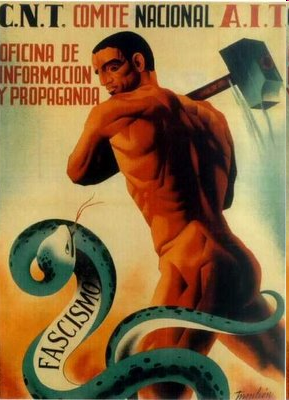 C.N.T. COMITE NACIONAL A.I.T
OFICINA DE
INFORMACION
Y PROPAGANDA
FASCISMO